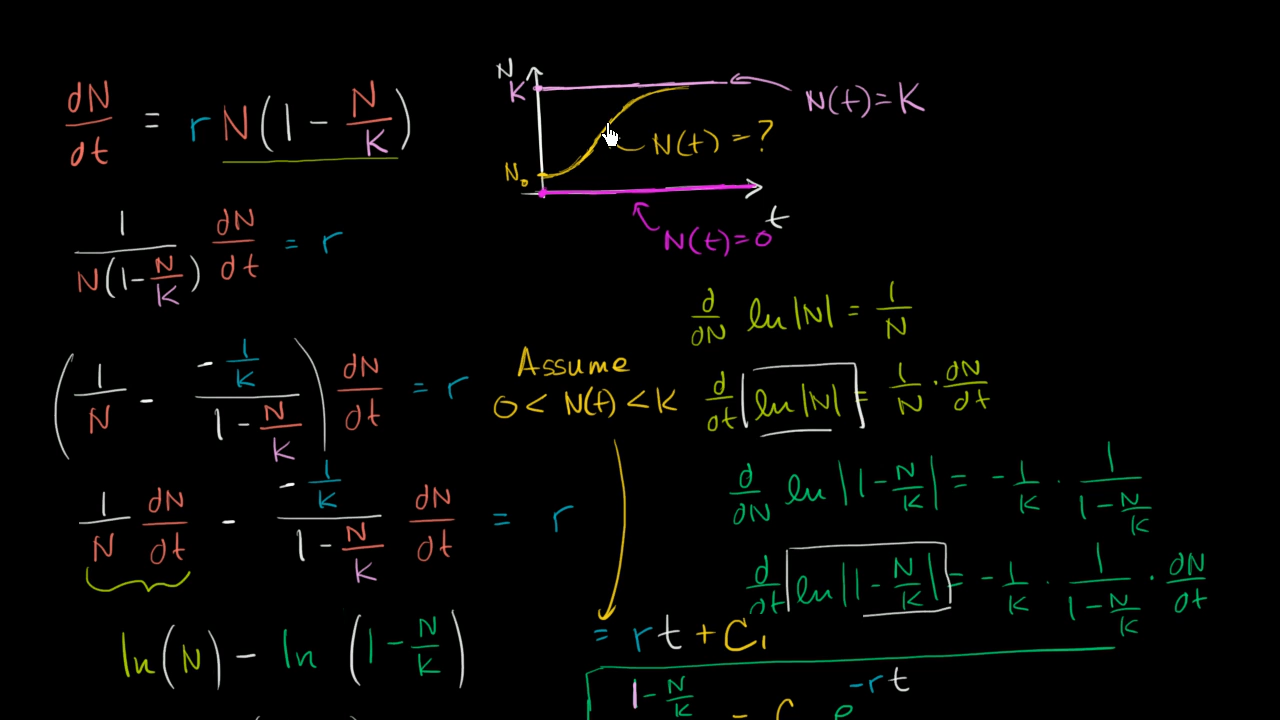 dN/dt = rN(1 - N/K)
N
K
N(t) = K
N(t) = ?
N₀
t
N(t) = 0
1/(N(1 - N/K)) dN/dt = r
d/dN ln|N| = 1/N
(1/N - (-1/K)/(1 - N/K)) dN/dt = r
Assume
0 < N(t) < K
d/dt ln|N| = 1/N · dN/dt
d/dN ln|1 - N/K| = -1/K · 1/(1 - N/K)
1/N dN/dt - (-1/K)/(1 - N/K) dN/dt = r
d/dt ln|1 - N/K| = -1/K · 1/(1 - N/K) · dN/dt
ln(N) - ln(1 - N/K) = rt + C₁
1 - N/K = C e^(-rt)